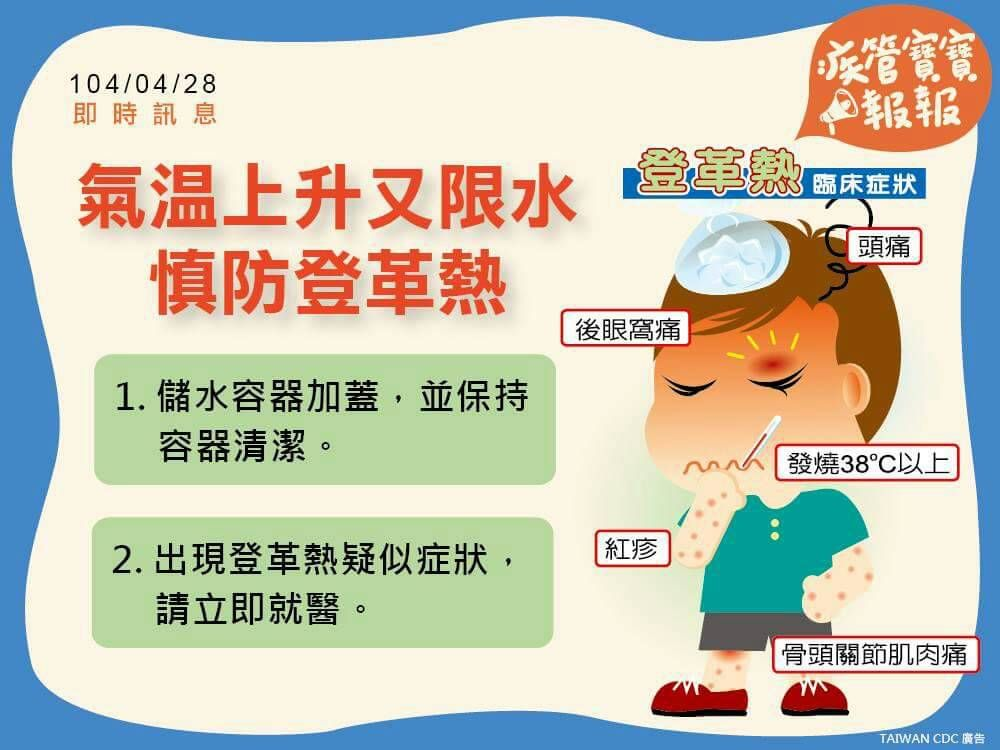 疾管寶寶
報報
104/04/28
即時訊息
氣温上升又限水
慎防登革熱
1. 儲水容器加蓋，並保持
容器清潔。
2. 出現登革熱疑似症狀，
請立即就醫。
登革熱 臨床症狀
頭痛
後眼窩痛
發燒38°C以上
紅疹
骨頭關節肌肉痛
TAIWAN CDC 廣告